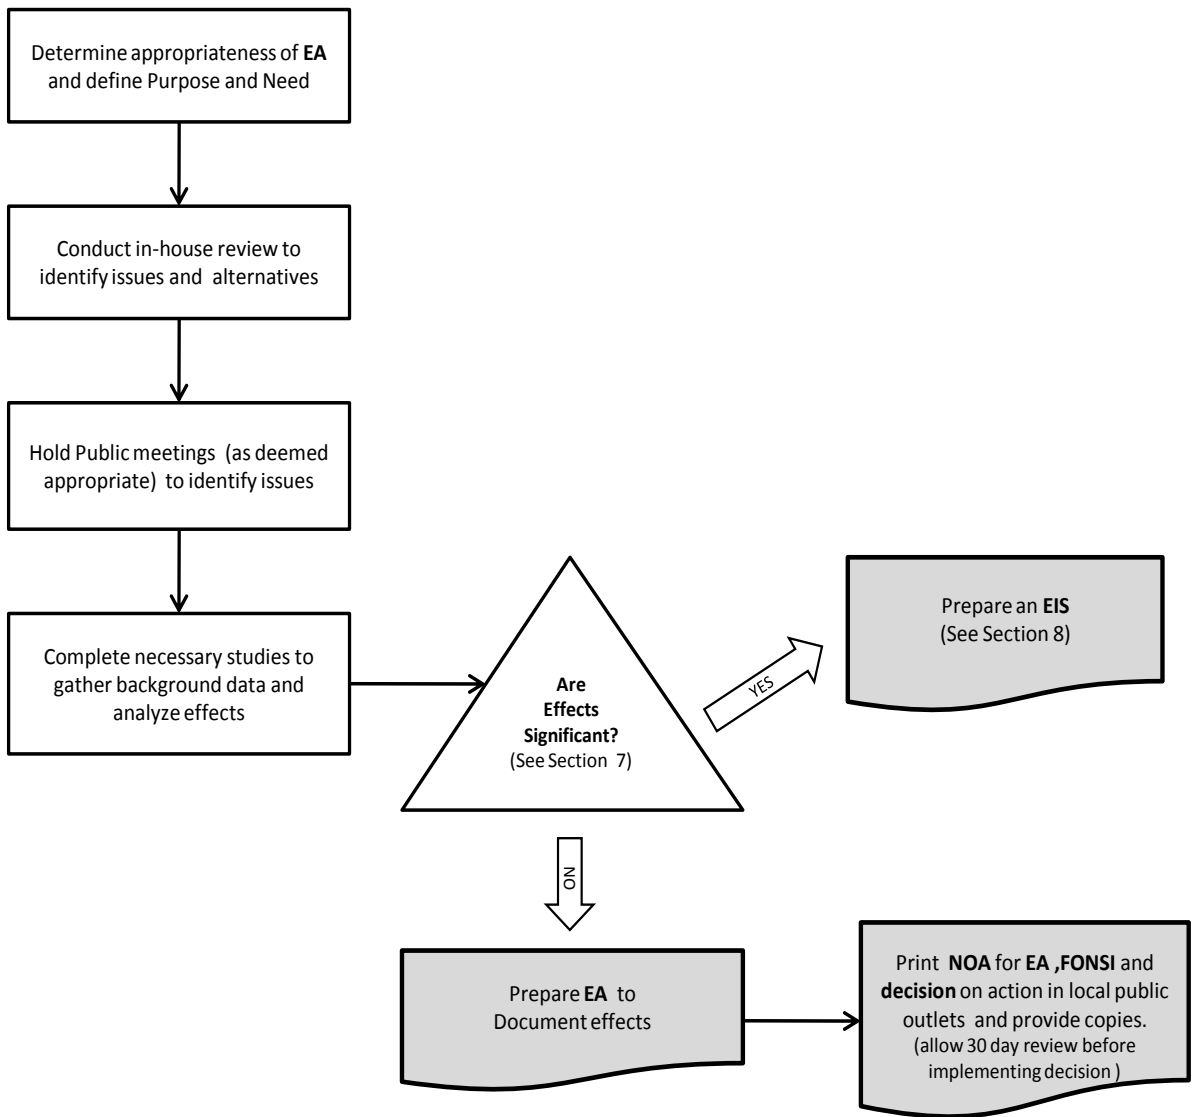 Determine appropriateness of EA
and define Purpose and Need
Conduct in-house review to
identify issues and alternatives
Hold Public meetings (as deemed
appropriate) to identify issues
Complete necessary studies to
gather background data and
analyze effects
Are
Effects
Significant?
(See Section 7)
YES
Prepare an EIS
(See Section 8)
NO
Prepare EA to
Document effects
Print NOA for EA ,FONSI and
decision on action in local public
outlets and provide copies.
(allow 30 day review before
implementing decision )